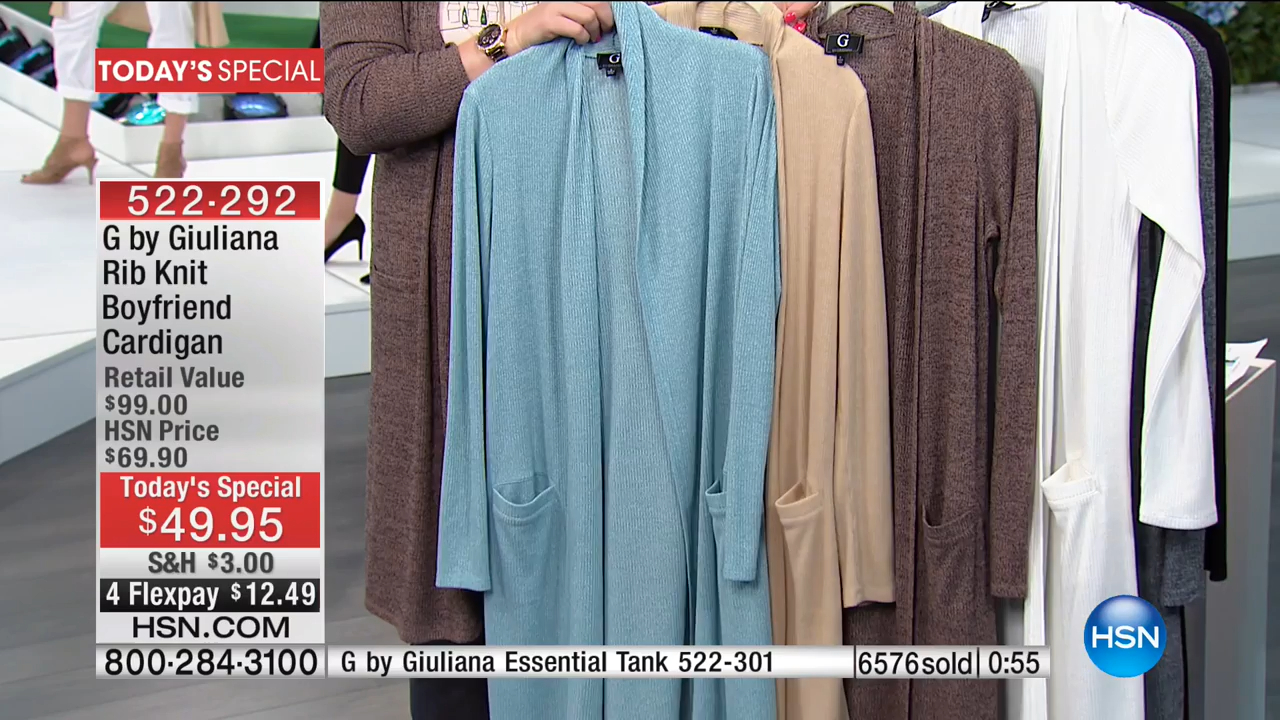 TODAY'S SPECIAL
522·292
G by Giuliana
Rib Knit
Boyfriend
Cardigan
Retail Value
$99.00
HSN Price
$69.90
Today's Special
$49.95
S&H $3.00
4 Flexpay $12.49
HSN.COM
800·284·3100
G by Giuliana Essential Tank 522-301
6576sold
0:55
HSN
G
G